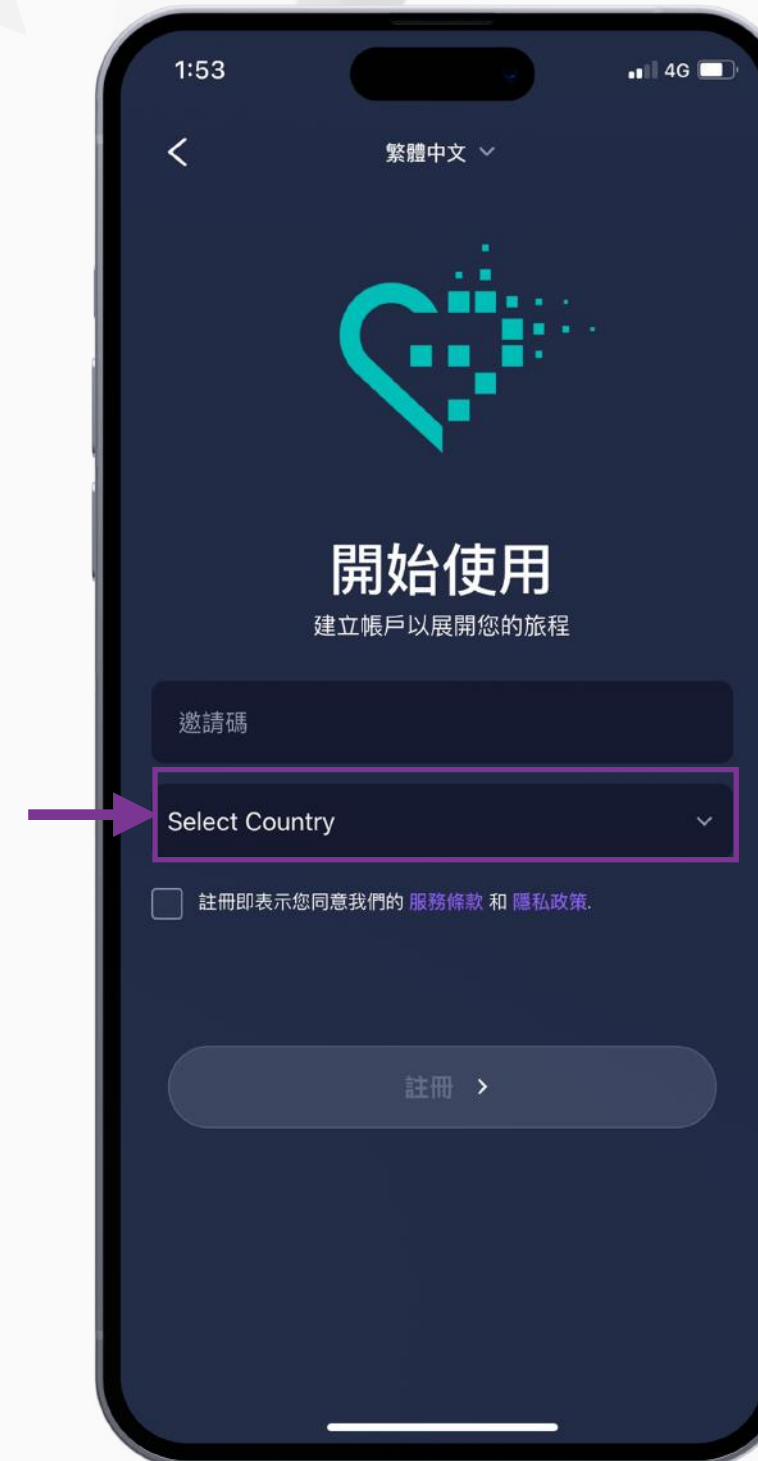 1:53
4G
繁體中文
開始使用
建立帳戶以展開您的旅程
邀請碼
Select Country
註冊即表示您同意我們的 服務條款 和 隱私政策.
註冊